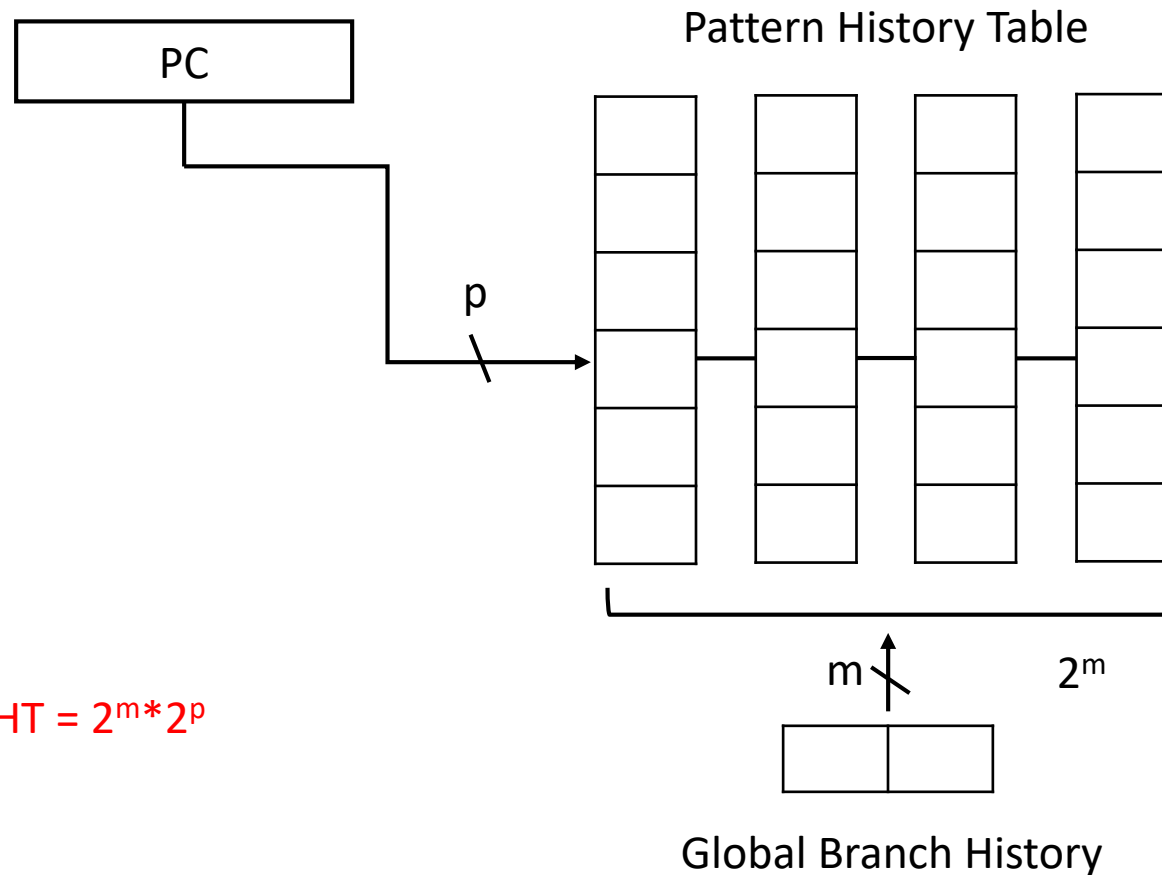 Pattern History Table
PC
p
m
2ᵐ
HT = 2ᵐ*2ᵖ
Global Branch History